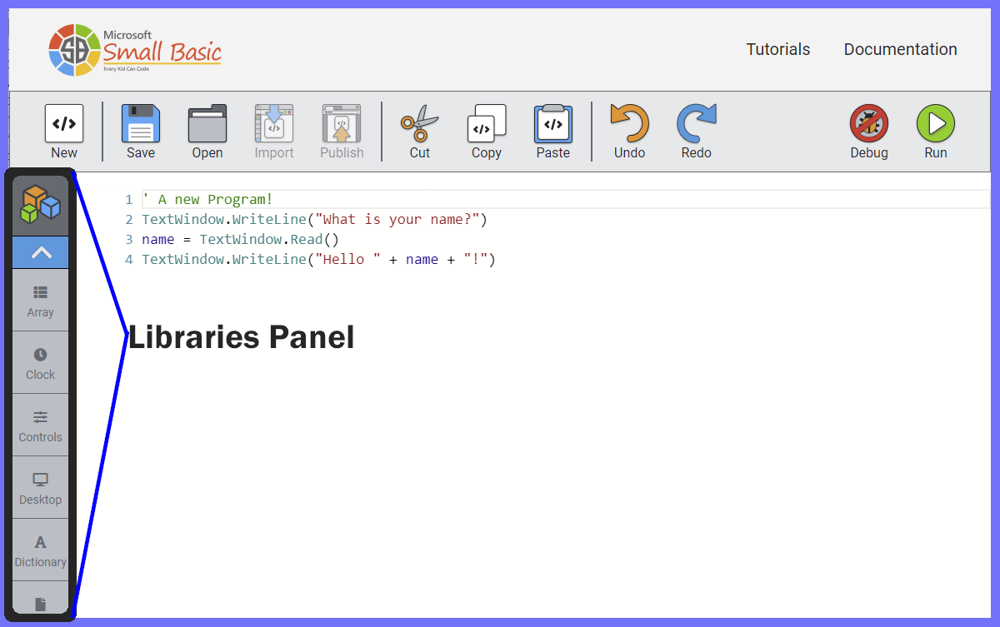 Microsoft
Small Basic
Every Kid Can Code
Tutorials Documentation
New Save Open Import Publish Cut Copy Paste Undo Redo Debug Run
1 ' A new Program!
2 TextWindow.WriteLine("What is your name?")
3 name = TextWindow.Read()
4 TextWindow.WriteLine("Hello " + name + "!")
Libraries Panel
Array
Clock
Controls
Desktop
Dictionary